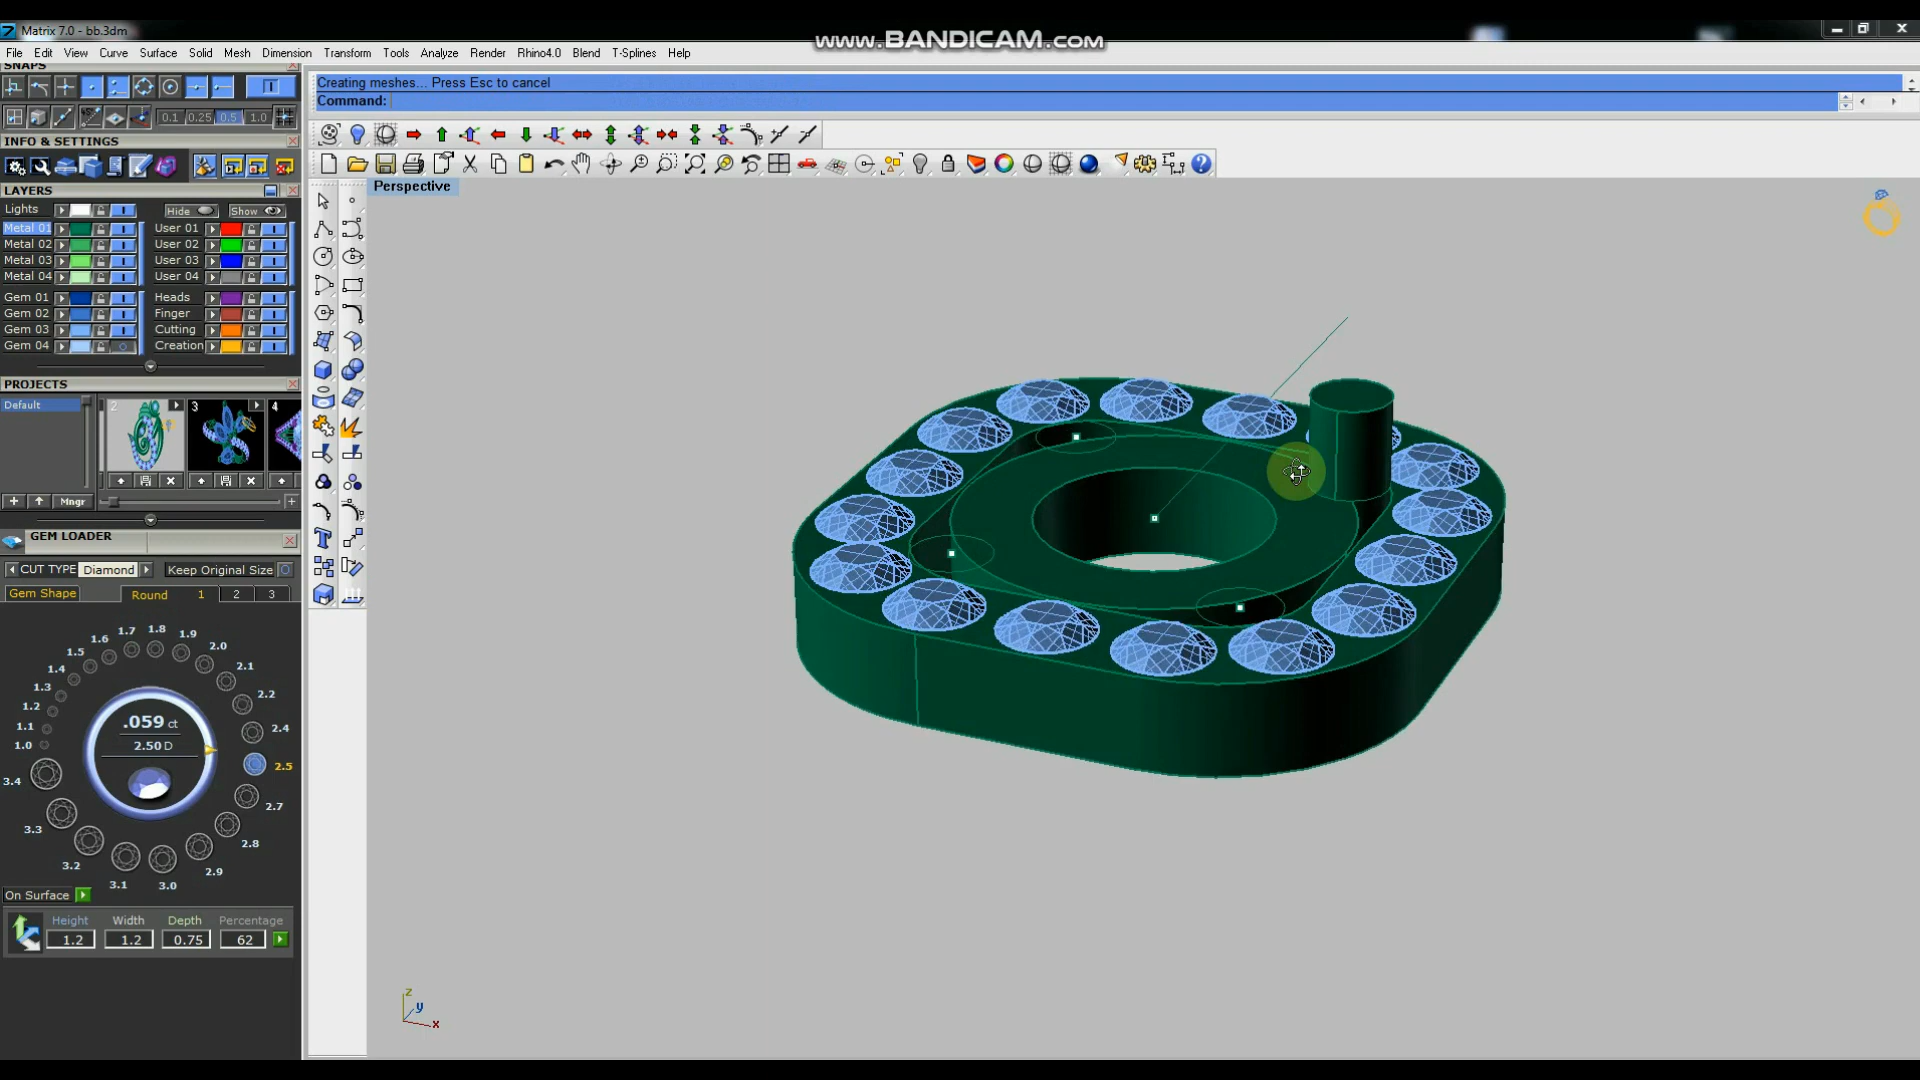 www.BANDICAM.COM
Matrix 7.0 - bb.3dm
File Edit View Curve Surface Solid Mesh Dimension Transform Tools Analyze Render Rhino4.0 Blend T-Splines Help
SNAPS
0.1 0.25 0.5 1.0
INFO & SETTINGS
LAYERS
Lights Hide Show
Metal 01 User 01
Metal 02 User 02
Metal 03 User 03
Metal 04 User 04
Gem 01 Heads
Gem 02 Finger
Gem 03 Cutting
Gem 04 Creation
PROJECTS
Default 2 3 4
Mngr
GEM LOADER
CUT TYPE Diamond Keep Original Size
Gem Shape Round 1 2 3
1.0
1.1
1.2
1.3
1.4
1.5
1.6
1.7
1.8
1.9
2.0
2.1
2.2
2.4
2.5
2.7
2.8
2.9
3.0
3.1
3.2
3.3
3.4
.059 ct
2.50 D
On Surface
Height Width Depth Percentage
1.2 1.2 0.75 62
Creating meshes... Press Esc to cancel
Command:
Perspective
z
y
x